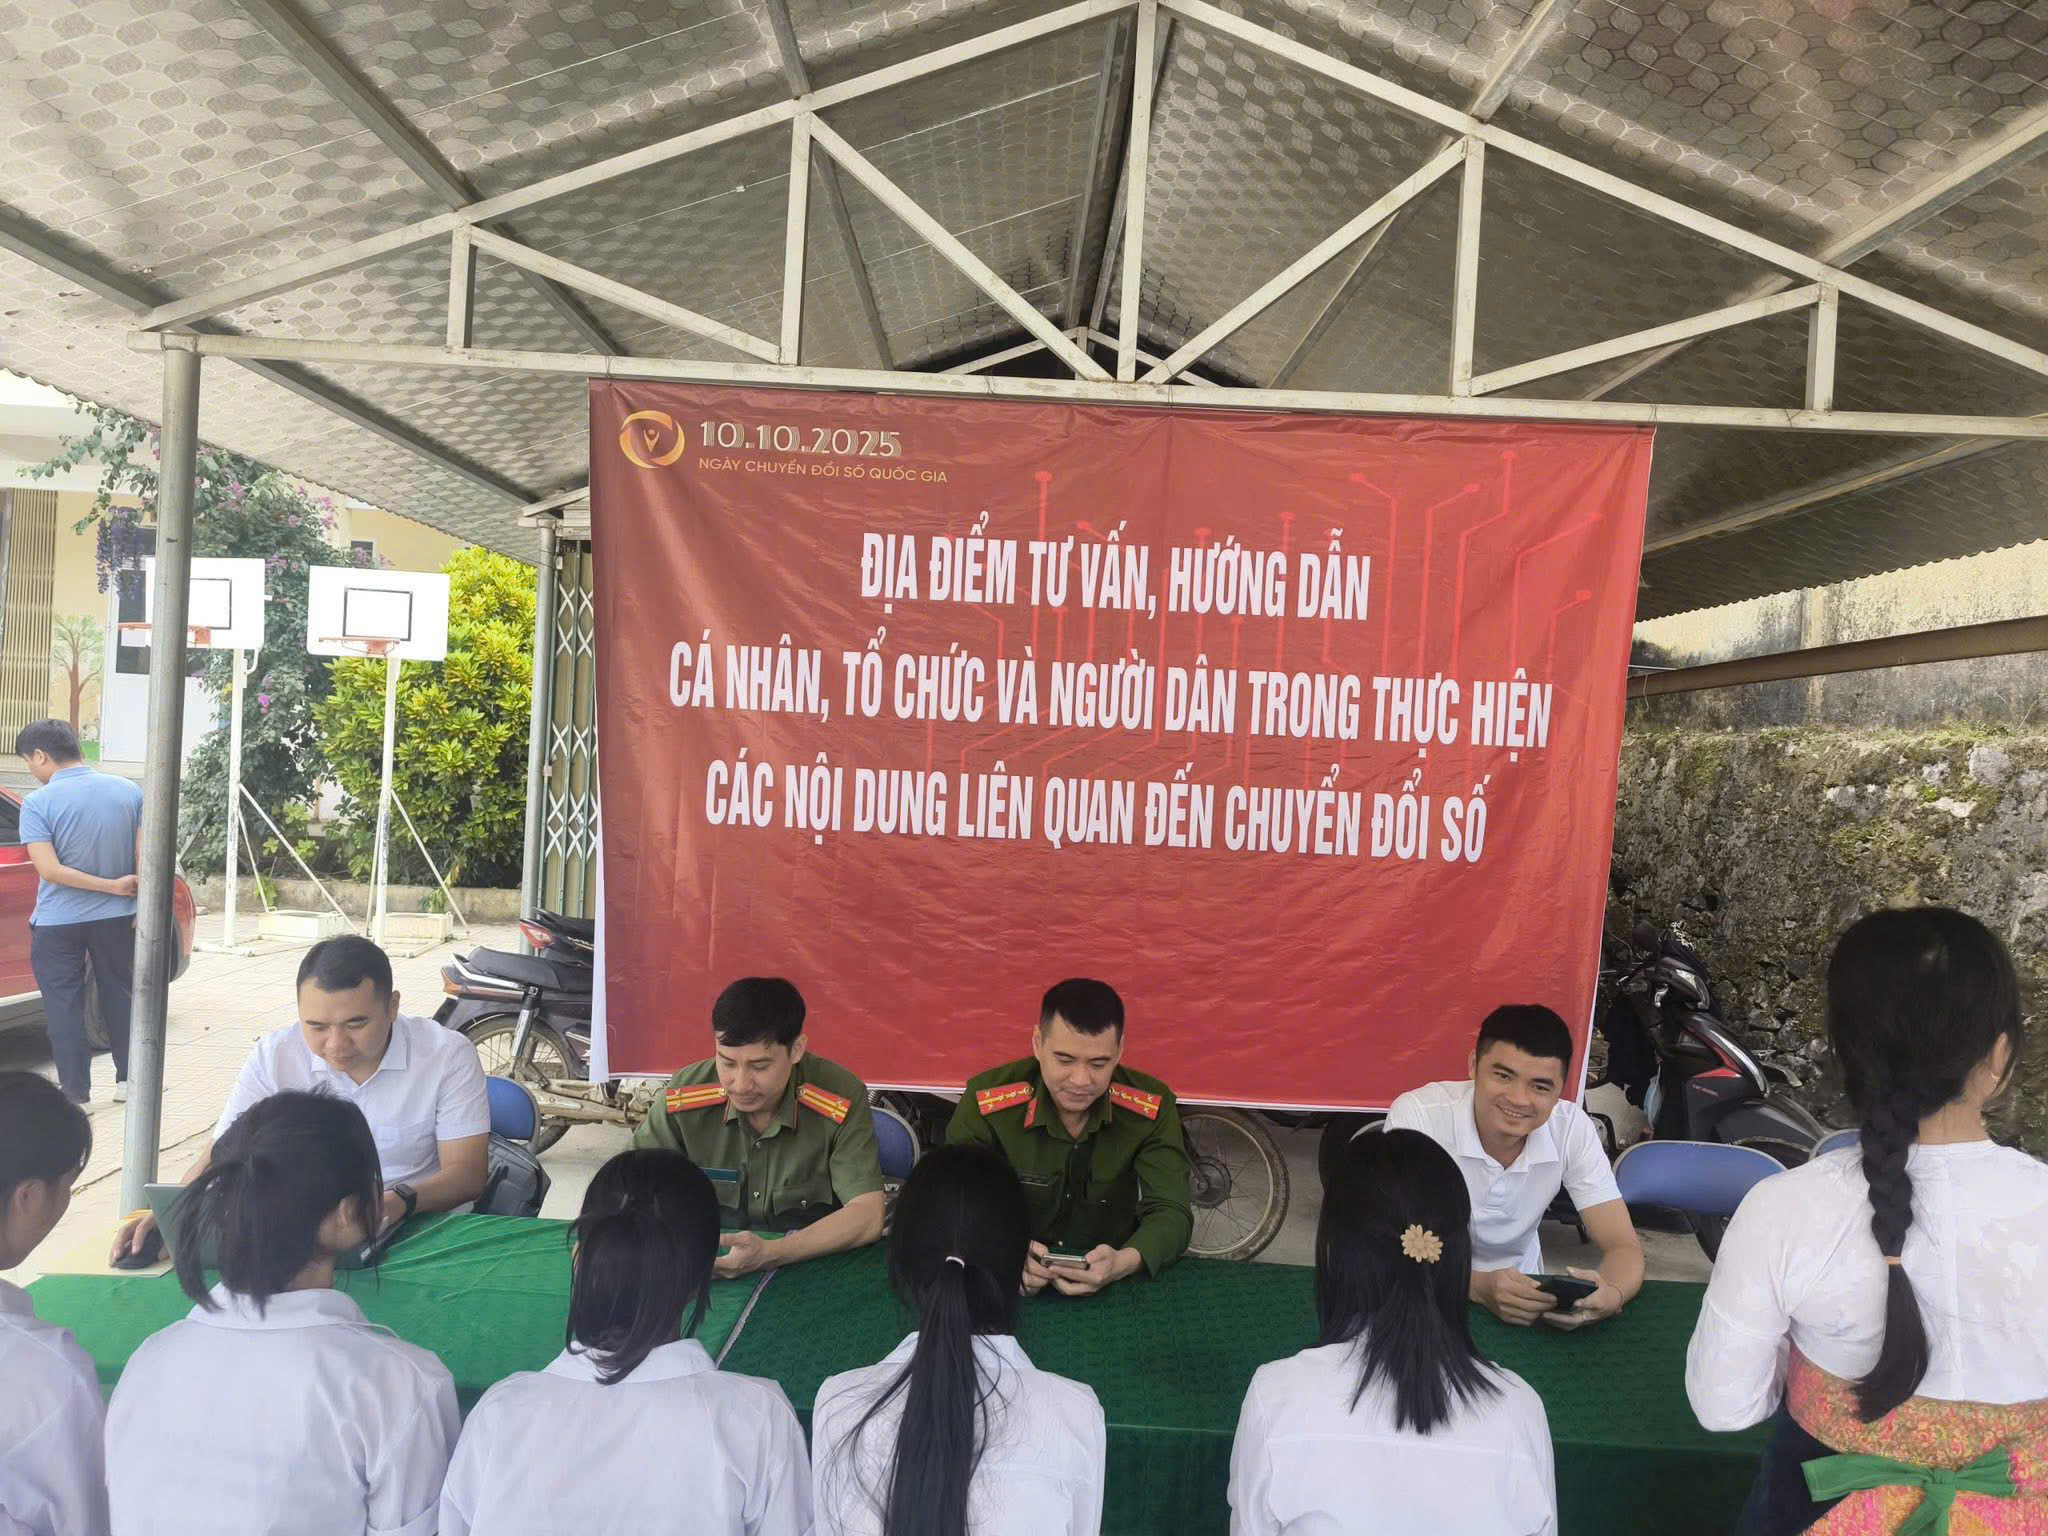 10.10.2025
NGÀY CHUYỂN ĐỔI SỐ QUỐC GIA
ĐỊA ĐIỂM TƯ VẤN, HƯỚNG DẪN
CÁ NHÂN, TỔ CHỨC VÀ NGƯỜI DÂN TRONG THỰC HIỆN
CÁC NỘI DUNG LIÊN QUAN ĐẾN CHUYỂN ĐỔI SỐ